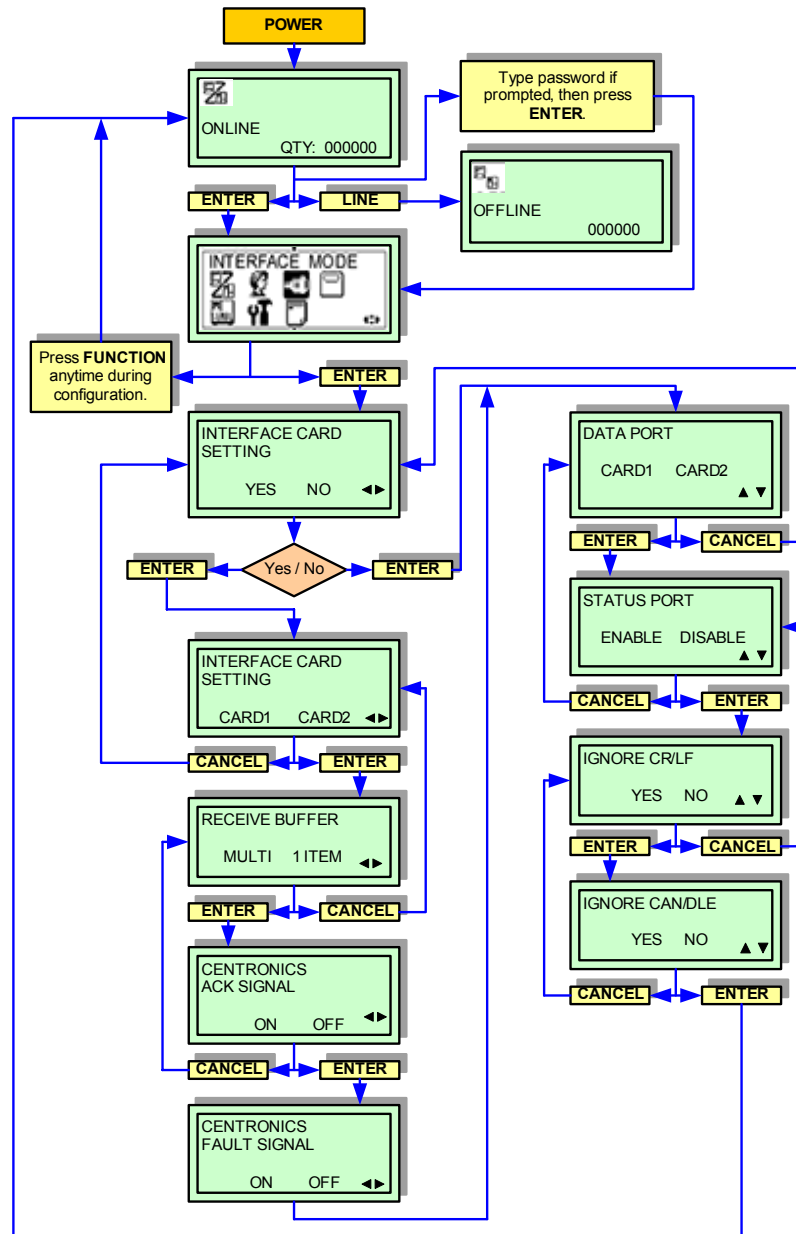 POWER
ONLINE
QTY: 000000
Type password if
prompted, then press
ENTER.
ENTER
LINE
OFFLINE
000000
INTERFACE MODE
Press FUNCTION
anytime during
configuration.
ENTER
INTERFACE CARD
SETTING
YES NO
Yes / No
ENTER
ENTER
INTERFACE CARD
SETTING
CARD1 CARD2
CANCEL
ENTER
RECEIVE BUFFER
MULTI 1 ITEM
ENTER
CANCEL
CENTRONICS
ACK SIGNAL
ON OFF
CANCEL
ENTER
CENTRONICS
FAULT SIGNAL
ON OFF
DATA PORT
CARD1 CARD2
ENTER
CANCEL
STATUS PORT
ENABLE DISABLE
CANCEL
ENTER
IGNORE CR/LF
YES NO
ENTER
CANCEL
IGNORE CAN/DLE
YES NO
CANCEL
ENTER